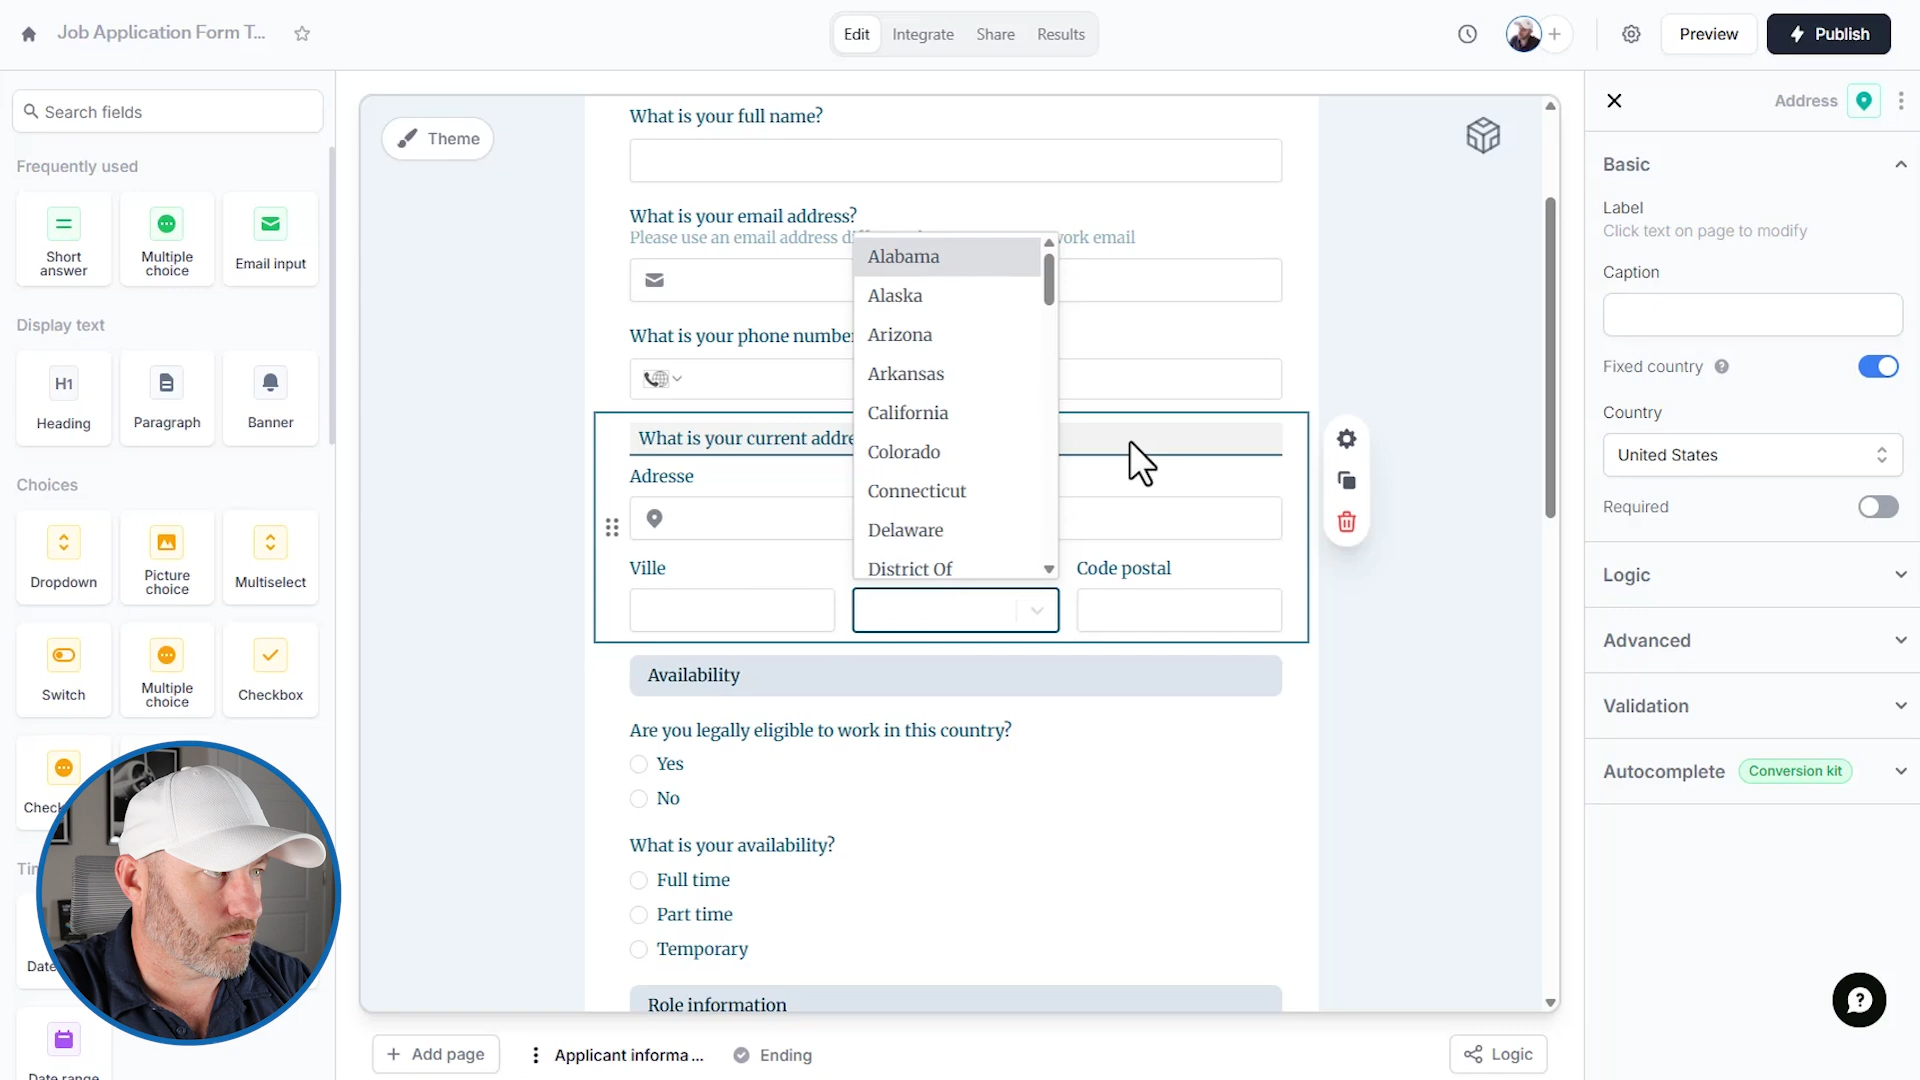 Job Application Form T...
Edit
Integrate
Share
Results
Preview
Publish
Search fields
Frequently used
Short
answer
Multiple
choice
Email input
Display text
H1
Heading
Paragraph
Banner
Choices
Dropdown
Picture
choice
Multiselect
Switch
Multiple
choice
Checkbox
Check
Tim
Date
Date range
Theme
What is your full name?
What is your email address?
Please use an email address di
work email
What is your phone number
What is your current addre
Adresse
Ville
Code postal
Alabama
Alaska
Arizona
Arkansas
California
Colorado
Connecticut
Delaware
District Of
Availability
Are you legally eligible to work in this country?
Yes
No
What is your availability?
Full time
Part time
Temporary
Role information
Add page
Applicant informa ...
Ending
Logic
Address
Basic
Label
Click text on page to modify
Caption
Fixed country
Country
United States
Required
Logic
Advanced
Validation
Autocomplete
Conversion kit